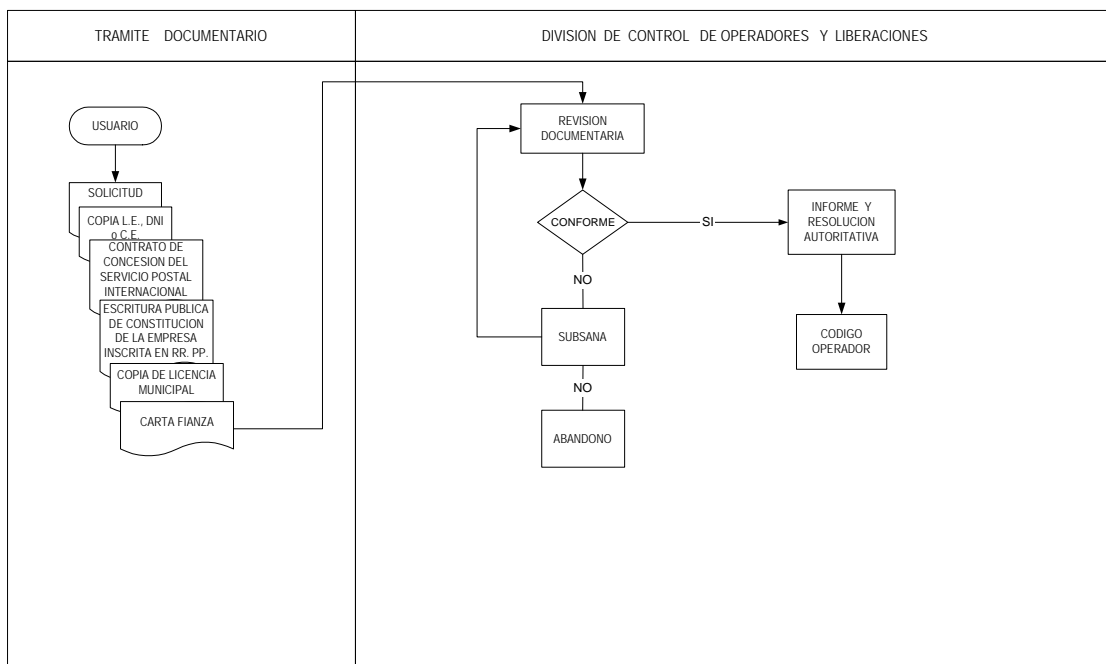 TRAMITE DOCUMENTARIO
DIVISION DE CONTROL DE OPERADORES Y LIBERACIONES
USUARIO
SOLICITUD
COPIA L.E., DNI
o C.E.
CONTRATO DE
CONCESION DEL
SERVICIO POSTAL
INTERNACIONAL
ESCRITURA PUBLICA
DE CONSTITUCION
DE LA EMPRESA
INSCRITA EN RR. PP.
COPIA DE LICENCIA
MUNICIPAL
CARTA FIANZA
REVISION
DOCUMENTARIA
CONFORME
SI
INFORME Y
RESOLUCION
AUTORITATIVA
NO
SUBSANA
CODIGO
OPERADOR
NO
ABANDONO